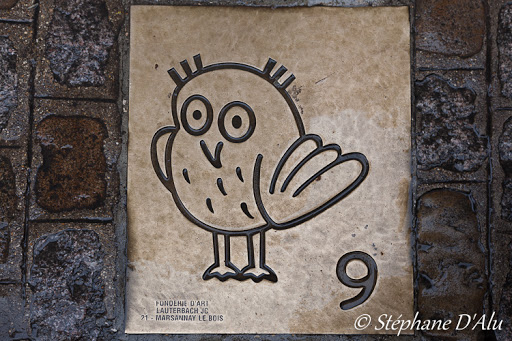 9
FONDERIE D'ART
LAUTERBACH JC
21 - MARSANNAY LE BOIS
© Stéphane D'Alu